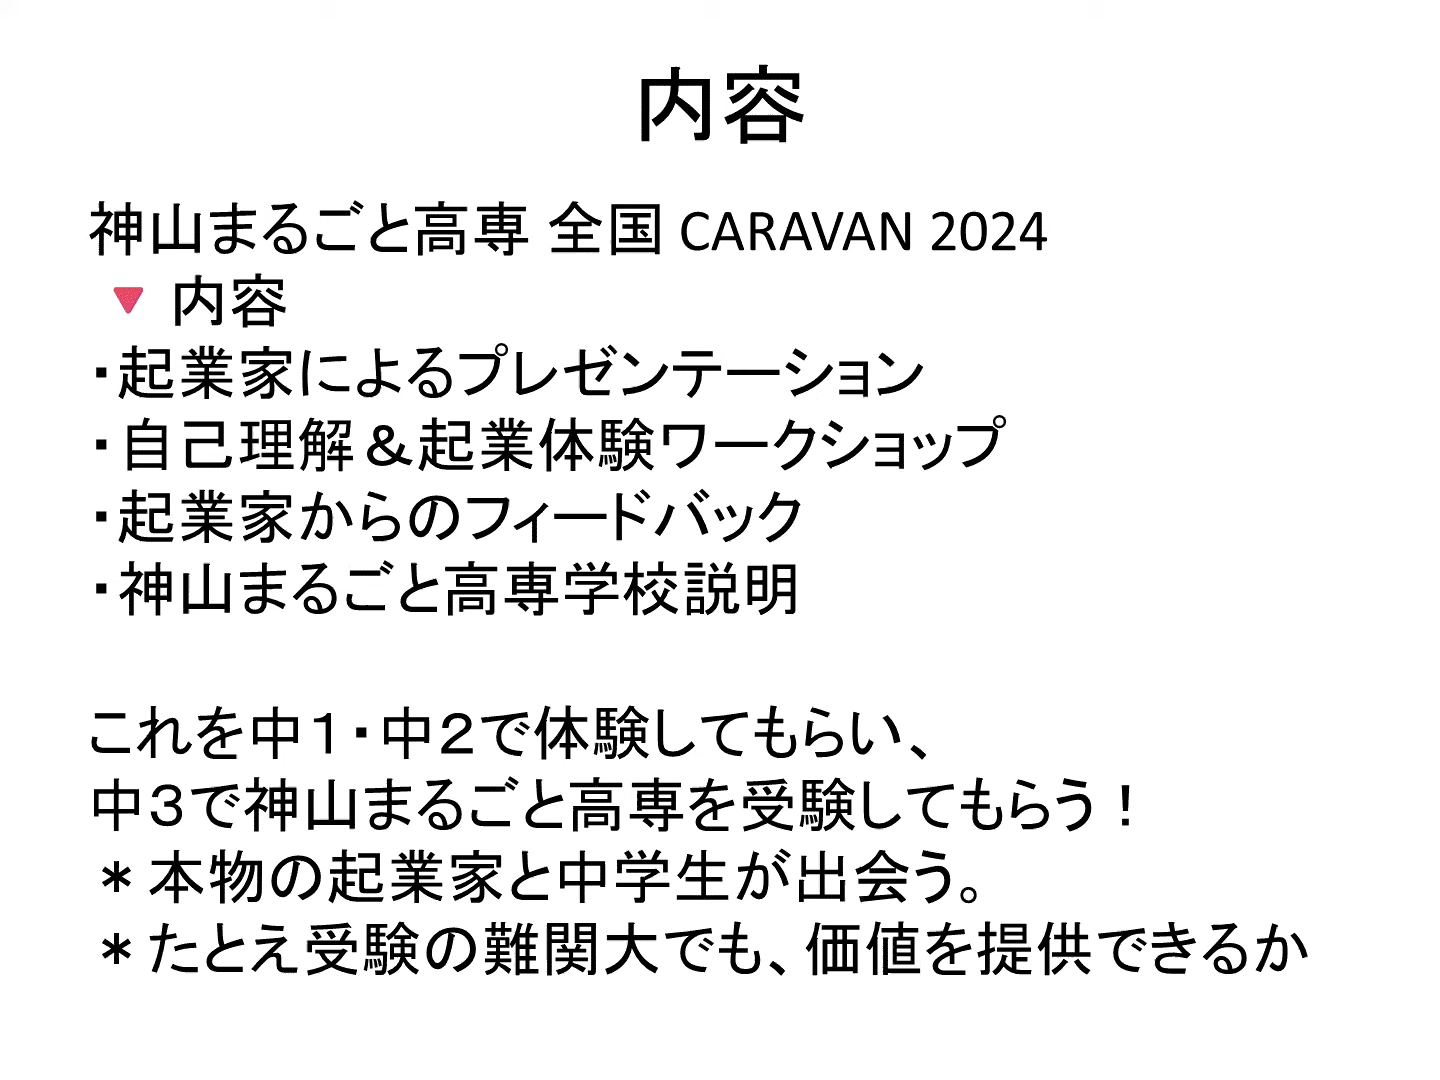 内容
神山まるごと高専 全国 CARAVAN 2024
🔻 内容
・起業家によるプレゼンテーション
・自己理解＆起業体験ワークショップ
・起業家からのフィードバック
・神山まるごと高専学校説明
これを中１・中２で体験してもらい、
中３で神山まるごと高専を受験してもらう！
＊本物の起業家と中学生が出会う。
＊たとえ受験の難関大でも、価値を提供できるか